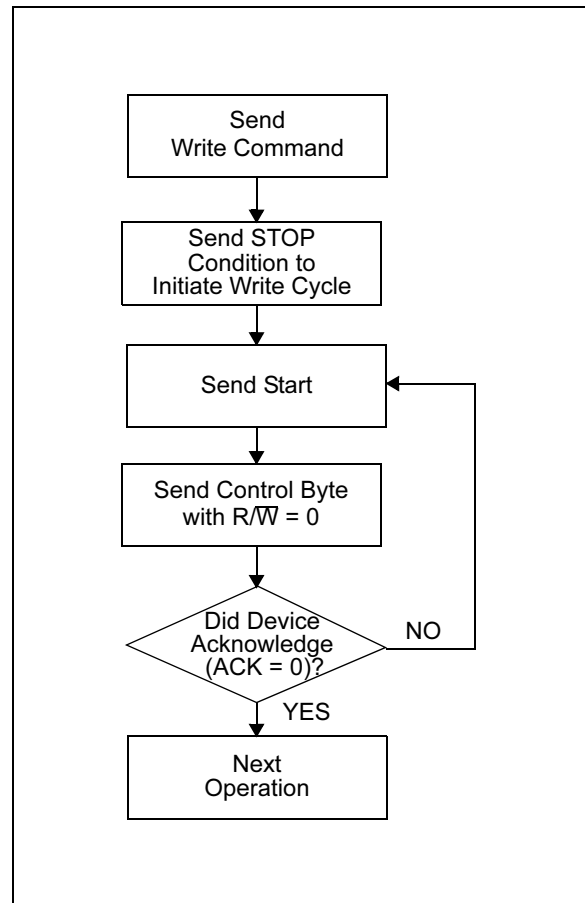 Send
Write Command
Send STOP
Condition to
Initiate Write Cycle
Send Start
Send Control Byte
with R/W̅ = 0
Did Device
Acknowledge
(ACK = 0)?
NO
YES
Next
Operation